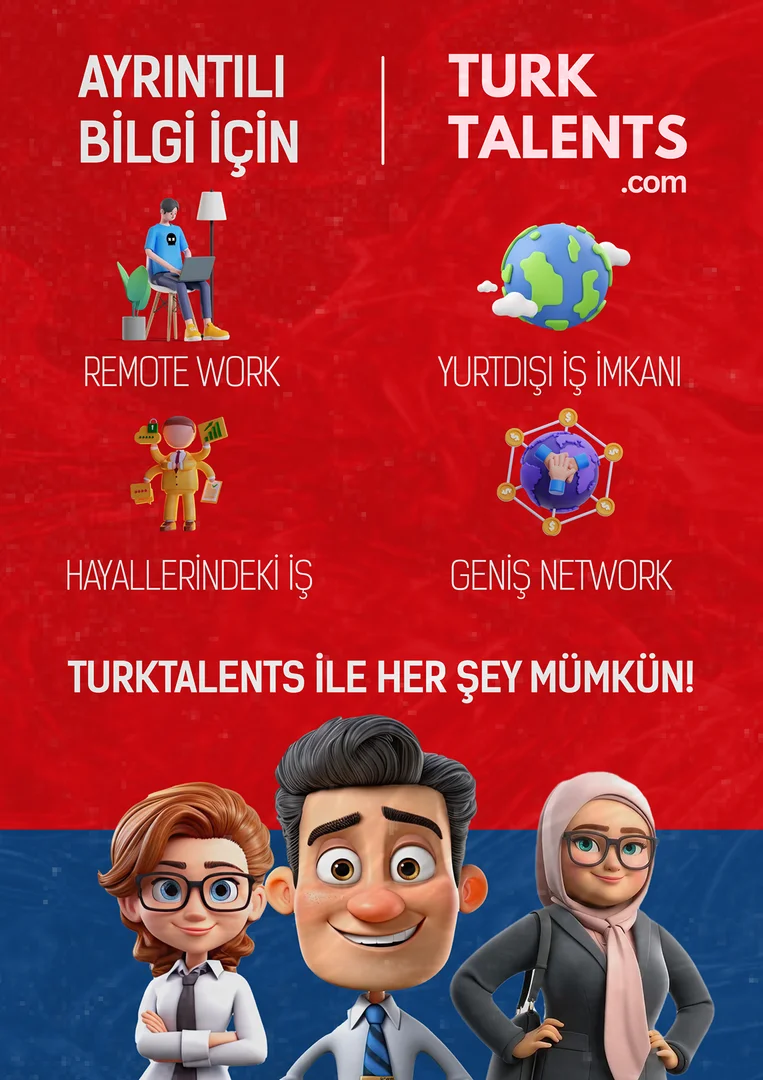 AYRINTILI
BİLGİ İÇİN
TURK
TALENTS
.com
REMOTE WORK
YURTDIŞI İŞ İMKANI
HAYALLERİNDEKİ İŞ
GENİŞ NETWORK
TURKTALENTS İLE HER ŞEY MÜMKÜN!